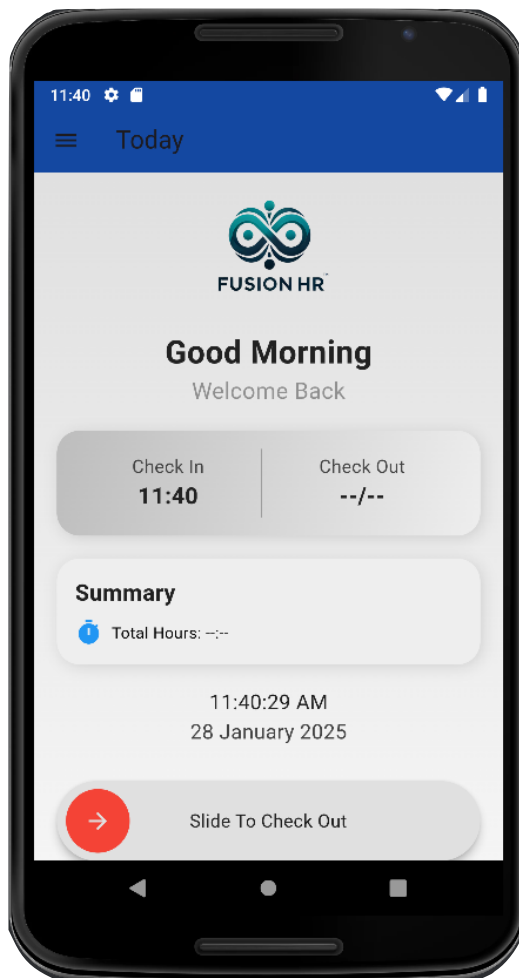 11:40
Today
FUSION HR™
Good Morning
Welcome Back
Check In
Check Out
11:40
--/--
Summary
Total Hours: --:--
11:40:29 AM
28 January 2025
Slide To Check Out